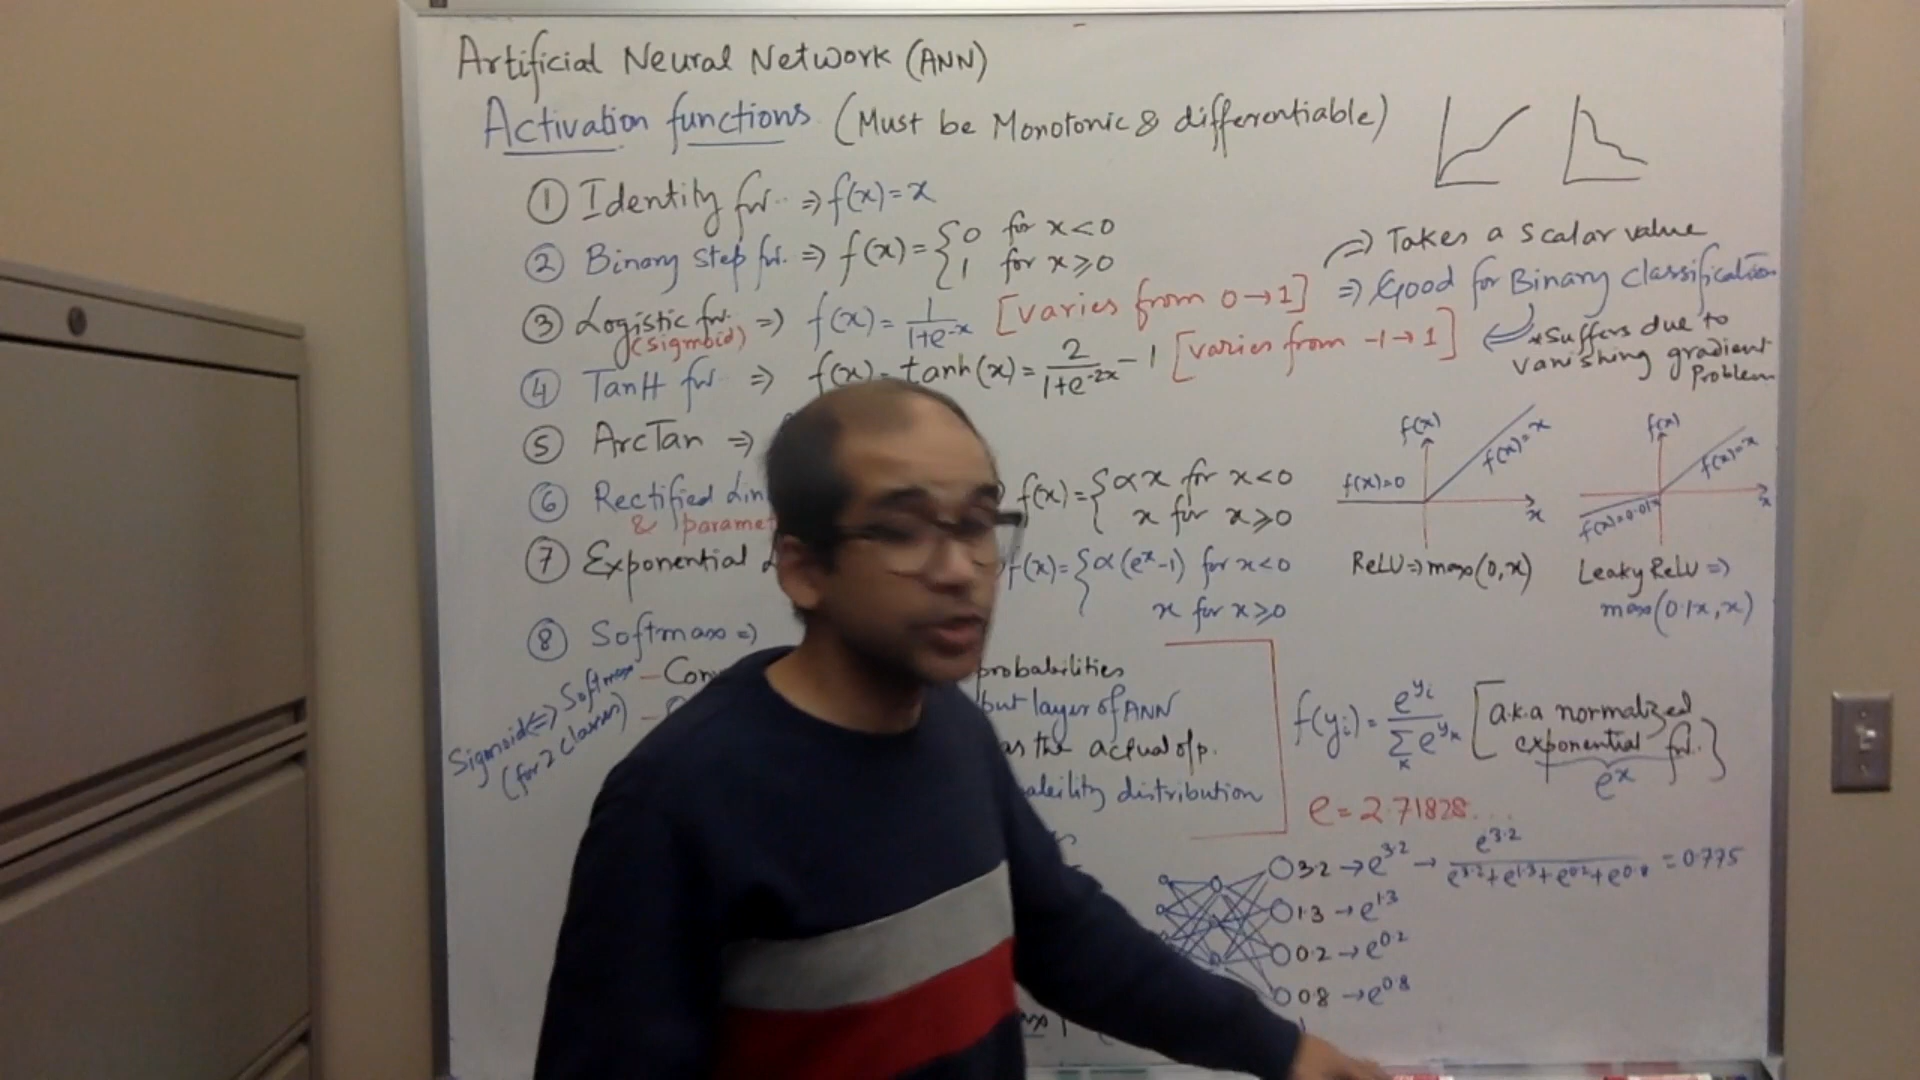 Artificial Neural Network (ANN)
Activation functions (Must be Monotonic & differentiable)
① Identity fn. ⇒ f(x)=x
② Binary Step fn. ⇒ f(x)={0 for x<0
1 for x≥0
⇒ Takes a scalar value
③ Logistic fn. ⇒ f(x)=1/(1+e^-x) [varies from 0→1] ⇒ Good for Binary classification
(sigmoid)
* Suffers due to
vanishing gradient
Problem
④ TanH fn. ⇒ f(x)=tanh(x)=2/(1+e^-2x) -1 [varies from -1→1]
⑤ ArcTan ⇒
⑥ Rectified f(x)={αx for x<0
& x for x≥0
⑦ Exponential f(x)={α(e^x-1) for x<0
x for x≥0
f(x)
f(x)=x
f(x)=0
x
ReLU⇒max(0,x)
f(x)
f(x)=x
f(x)=0.01x
x
Leaky ReLU⇒
max(0.1x,x)
⑧ Softmax ⇒
Sigmoid⇔Softmax
(for 2 classes)
probabilities
layer of ANN
as the actual o/p.
distribution
f(yi)=e^yi/Σk e^yk [a.k.a normalized
exponential fn.]
e^x
e=2.71828...
3.2→e^3.2→e^3.2/(e^3.2+e^1.3+e^0.2+e^0.8)=0.775
1.3→e^1.3
0.2→e^0.2
0.8→e^0.8